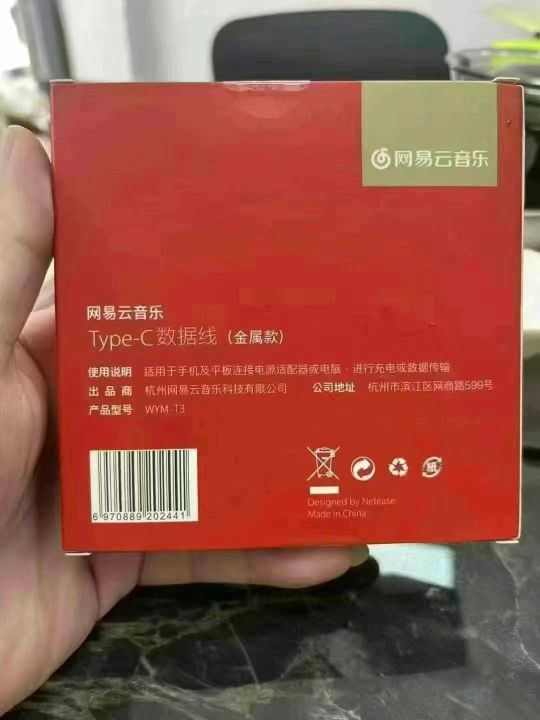 网易云音乐
网易云音乐
Type-C 数据线（金属款）
使用说明 适用于手机及平板连接电源适配器或电脑，进行充电或数据传输
出品商 杭州网易云音乐科技有限公司 公司地址 杭州市滨江区网商路599号
产品型号 WYM-T3
6 970889 202441
紙
Designed by Netease
Made in China